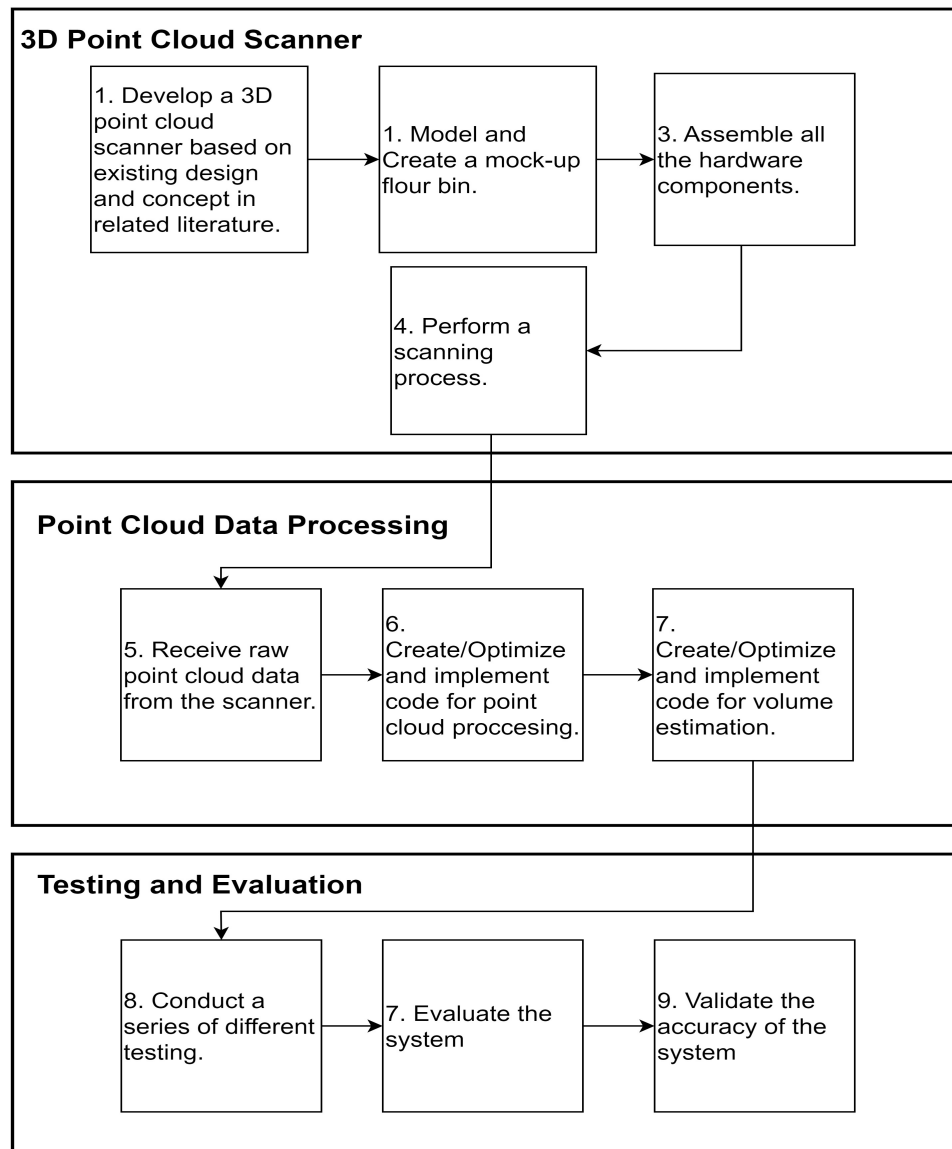 3D Point Cloud Scanner
1. Develop a 3D
point cloud
scanner based on
existing design
and concept in
related literature.
1. Model and
Create a mock-up
flour bin.
3. Assemble all
the hardware
components.
4. Perform a
scanning
process.
Point Cloud Data Processing
5. Receive raw
point cloud data
from the scanner.
6.
Create/Optimize
and implement
code for point
cloud proccesing.
7.
Create/Optimize
and implement
code for volume
estimation.
Testing and Evaluation
8. Conduct a
series of different
testing.
7. Evaluate the
system
9. Validate the
accuracy of the
system